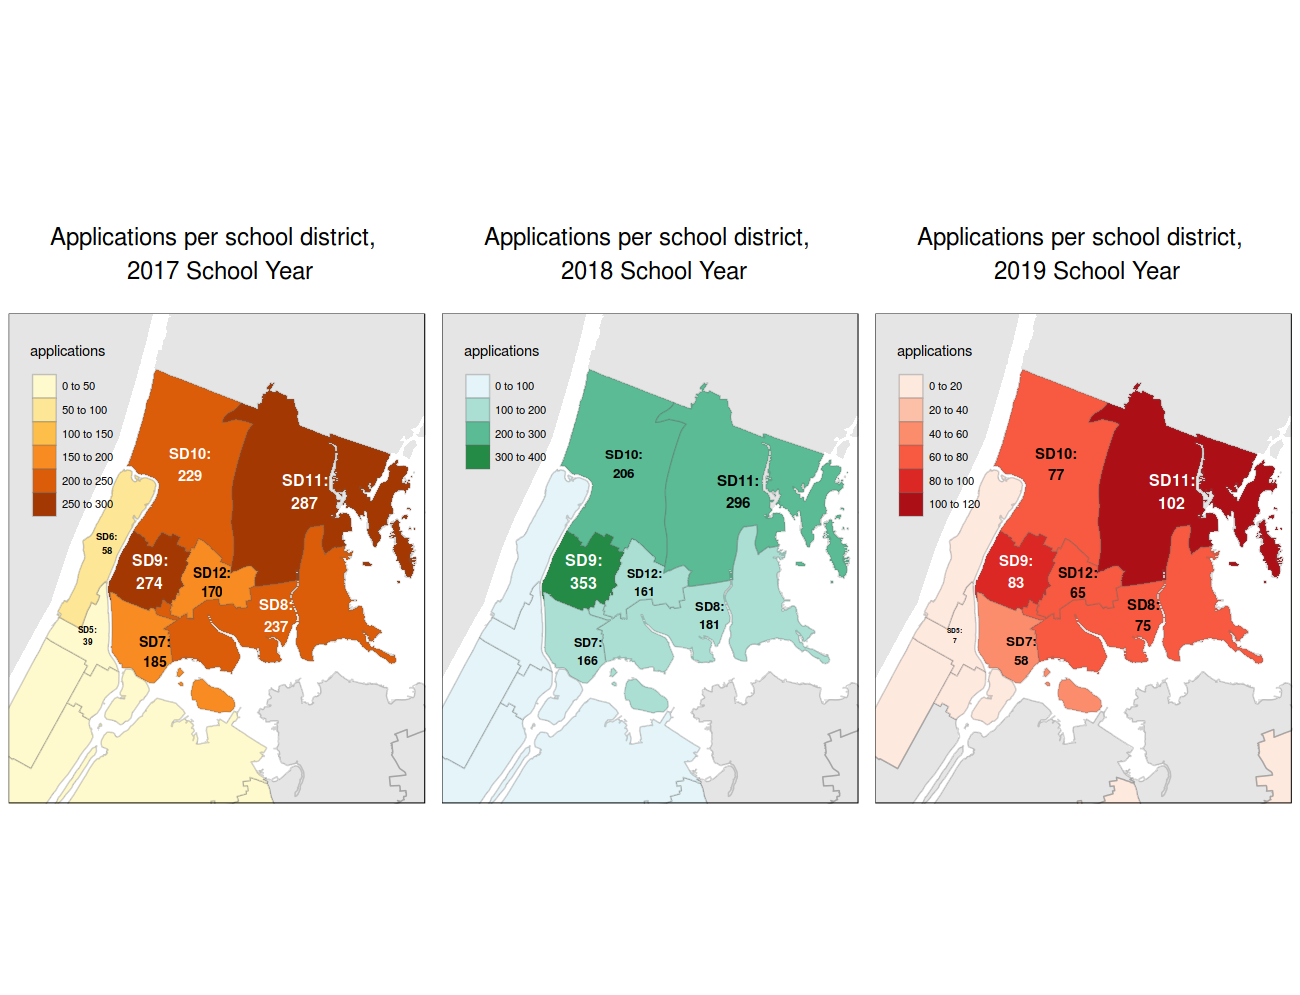 Applications per school district,
2017 School Year
applications
0 to 50
50 to 100
100 to 150
150 to 200
200 to 250
250 to 300
SD10:
229
SD11:
287
SD6:
58
SD9:
274
SD12:
170
SD8:
237
SD5:
39
SD7:
185
Applications per school district,
2018 School Year
applications
0 to 100
100 to 200
200 to 300
300 to 400
SD10:
206
SD11:
296
SD9:
353
SD12:
161
SD8:
181
SD7:
166
Applications per school district,
2019 School Year
applications
0 to 20
20 to 40
40 to 60
60 to 80
80 to 100
100 to 120
SD10:
77
SD11:
102
SD9:
83
SD12:
65
SD8:
75
SD5:
7
SD7:
58